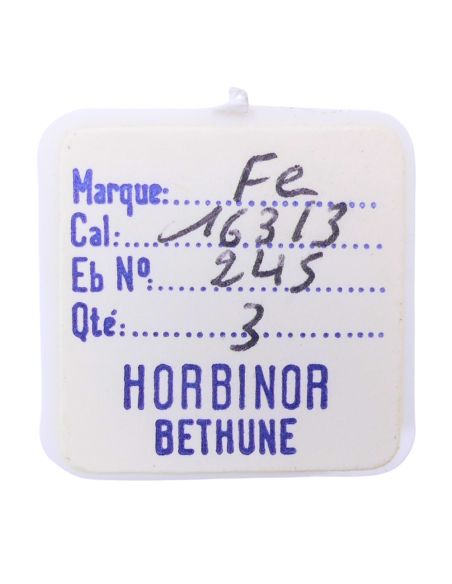 Marque: Fe
Cal: 16313
Eb Nº: 245
Qté: 3
HORBINOR
BETHUNE